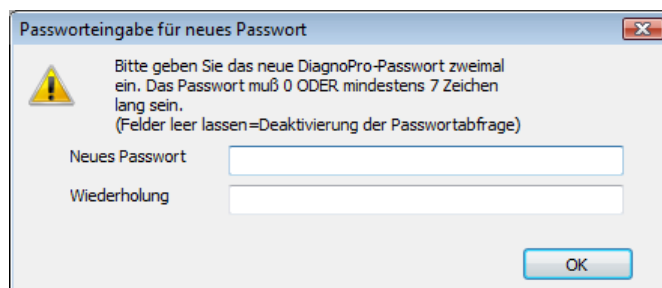 Passworteingabe für neues Passwort
Bitte geben Sie das neue DiagnoPro-Passwort zweimal
ein. Das Passwort muß 0 ODER mindestens 7 Zeichen
lang sein.
(Felder leer lassen=Deaktivierung der Passwortabfrage)
Neues Passwort
Wiederholung
OK